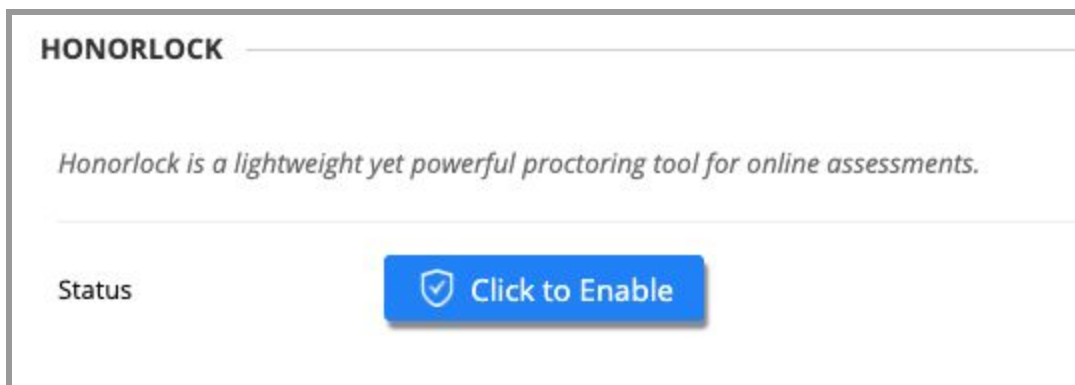 HONORLOCK
Honorlock is a lightweight yet powerful proctoring tool for online assessments.
Status
Click to Enable